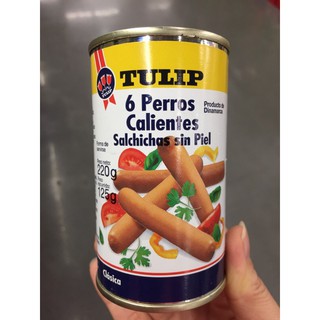 TULIP
6 Perros
Calientes
Salchichas sin Piel
Producto de
Dinamarca
220g
125g
Clásica